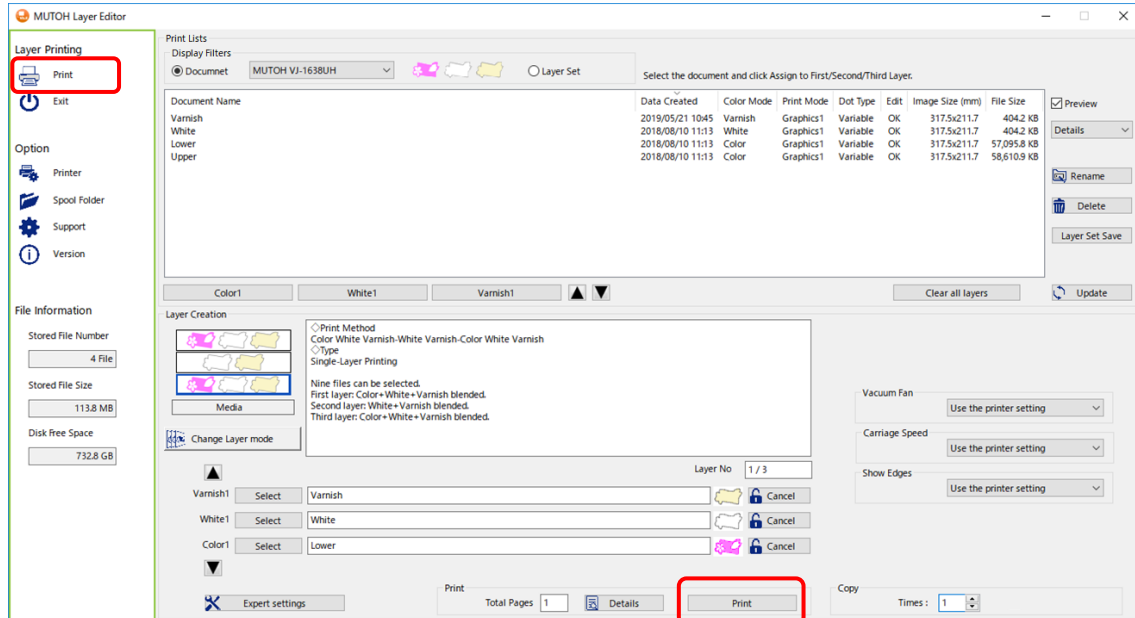 MUTOH Layer Editor
Layer Printing
Print
Exit
Option
Printer
Spool Folder
Support
Version
File Information
Stored File Number
4 File
Stored File Size
113.8 MB
Disk Free Space
732.8 GB
Print Lists
Display Filters
Documnet
MUTOH VJ-1638UH
Layer Set
Select the document and click Assign to First/Second/Third Layer.
Document Name Data Created Color Mode Print Mode Dot Type Edit Image Size (mm) File Size
Varnish 2019/05/21 10:45 Varnish Graphics1 Variable OK 317.5x211.7 404.2 KB
White 2018/08/10 11:13 White Graphics1 Variable OK 317.5x211.7 404.2 KB
Lower 2018/08/10 11:13 Color Graphics1 Variable OK 317.5x211.7 57,095.8 KB
Upper 2018/08/10 11:13 Color Graphics1 Variable OK 317.5x211.7 58,610.9 KB
Preview
Details
Rename
Delete
Layer Set Save
Color1 White1 Varnish1 Clear all layers Update
Layer Creation
Media
Change Layer mode
◇Print Method
Color White Varnish-White Varnish-Color White Varnish
◇Type
Single-Layer Printing
Nine files can be selected.
First layer: Color+White+Varnish blended.
Second layer: White+Varnish blended.
Third layer: Color+White+Varnish blended.
Vacuum Fan
Use the printer setting
Carriage Speed
Use the printer setting
Show Edges
Use the printer setting
Layer No 1 / 3
Varnish1 Select Varnish Cancel
White1 Select White Cancel
Color1 Select Lower Cancel
Expert settings
Print
Total Pages 1 Details Print
Copy
Times : 1